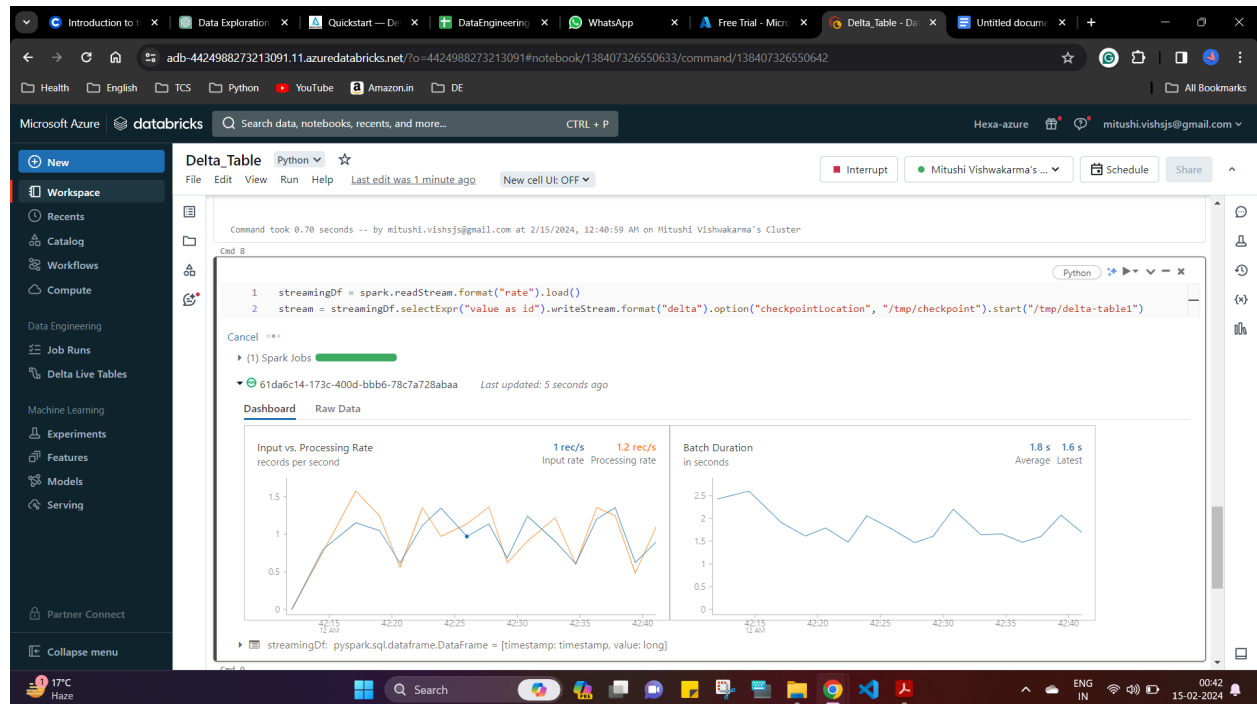 Introduction to t
Data Exploration
Quickstart — De
DataEngineering
WhatsApp
Free Trial - Micro
Delta_Table - Da
Untitled docume
adb-4424988273213091.11.azuredatabricks.net/?o=4424988273213091#notebook/138407326550633/command/138407326550642
Health English TCS Python YouTube Amazon.in DE All Bookmarks
Microsoft Azure databricks Search data, notebooks, recents, and more... CTRL + P Hexa-azure mitushi.vishsjs@gmail.com
New
Workspace
Recents
Catalog
Workflows
Compute
Data Engineering
Job Runs
Delta Live Tables
Machine Learning
Experiments
Features
Models
Serving
Partner Connect
Collapse menu
Delta_Table Python
File Edit View Run Help Last edit was 1 minute ago New cell UI: OFF
Interrupt Mitushi Vishwakarma's ... Schedule Share
Command took 0.70 seconds -- by mitushi.vishsjs@gmail.com at 2/15/2024, 12:40:59 AM on Mitushi Vishwakarma's Cluster
Cmd 8
Python
1 streamingDf = spark.readStream.format("rate").load()
2 stream = streamingDf.selectExpr("value as id").writeStream.format("delta").option("checkpointLocation", "/tmp/checkpoint").start("/tmp/delta-table1")
Cancel
(1) Spark Jobs
61da6c14-173c-400d-bbb6-78c7a728abaa Last updated: 5 seconds ago
Dashboard Raw Data
Input vs. Processing Rate 1 rec/s 1.2 rec/s
records per second Input rate Processing rate
1.5
1
0.5
0
42:15 42:20 42:25 42:30 42:35 42:40
12 AM
Batch Duration 1.8 s 1.6 s
in seconds Average Latest
2.5
2
1.5
1
0.5
0
42:15 42:20 42:25 42:30 42:35 42:40
12 AM
streamingDf: pyspark.sql.dataframe.DataFrame = [timestamp: timestamp, value: long]
Cmd 9
1
17°C
Haze
Search
PRE
ENG
IN
00:42
15-02-2024